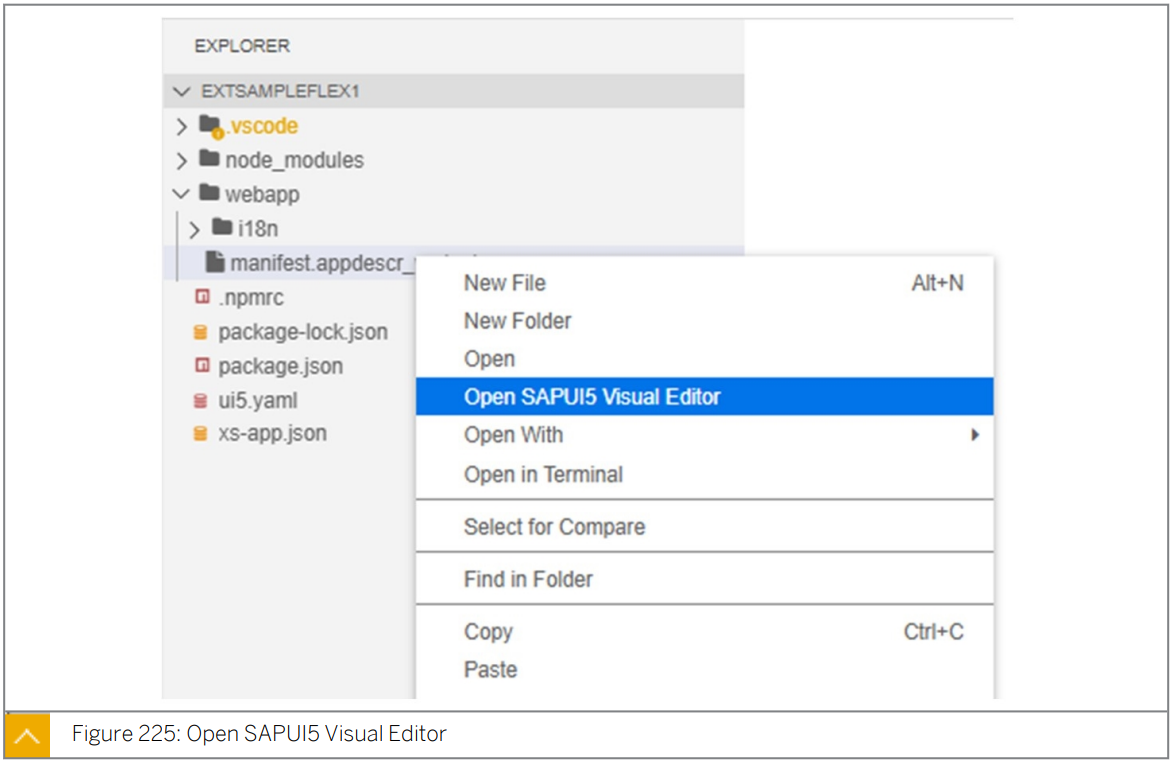 EXPLORER
EXTSAMPLEFLEX1
.vscode
node_modules
webapp
i18n
manifest.appdescr_
.npmrc
package-lock.json
package.json
ui5.yaml
xs-app.json
New File Alt+N
New Folder
Open
Open SAPUI5 Visual Editor
Open With
Open in Terminal
Select for Compare
Find in Folder
Copy Ctrl+C
Paste
Figure 225: Open SAPUI5 Visual Editor